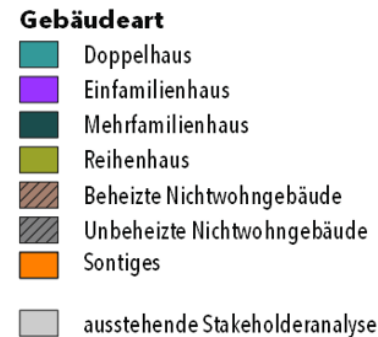 Gebäudeart
Doppelhaus
Einfamilienhaus
Mehrfamilienhaus
Reihenhaus
Beheizte Nichtwohngebäude
Unbeheizte Nichtwohngebäude
Sontiges
ausstehende Stakeholderanalyse